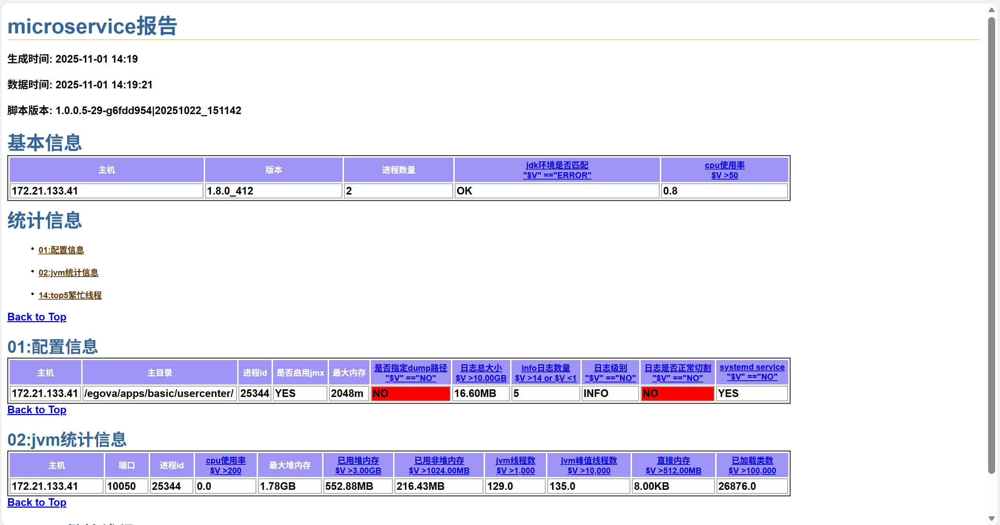 microservice报告
生成时间: 2025-11-01 14:19
数据时间: 2025-11-01 14:19:21
脚本版本: 1.0.0.5-29-g6fdd954|20251022_151142
基本信息
主机 版本 进程数量 jdk环境是否匹配 "$V" =="ERROR" cpu使用率 $V >50
172.21.133.41 1.8.0_412 2 OK 0.8
统计信息
• 01:配置信息
• 02:jvm统计信息
• 14:top5繁忙线程
Back to Top
01:配置信息
主机 主目录 进程id 是否启用jmx 最大内存 是否指定dump路径 "$V" =="NO" 日志总大小 $V >10.00GB info日志数量 $V >14 or $V <1 日志级别 "$V" =="NO" 日志是否正常切割 "$V" =="NO" systemd service "$V" =="NO"
172.21.133.41 /egova/apps/basic/usercenter/ 25344 YES 2048m NO 16.60MB 5 INFO NO YES
Back to Top
02:jvm统计信息
主机 端口 进程id cpu使用率 $V >200 最大堆内存 已用堆内存 $V >3.00GB 已用非堆内存 $V >1024.00MB jvm线程数 $V >1,000 jvm峰值线程数 $V >10,000 直接内存 $V >512.00MB 已加载类数 $V >100,000
172.21.133.41 10050 25344 0.0 1.78GB 552.88MB 216.43MB 129.0 135.0 8.00KB 26876.0
Back to Top